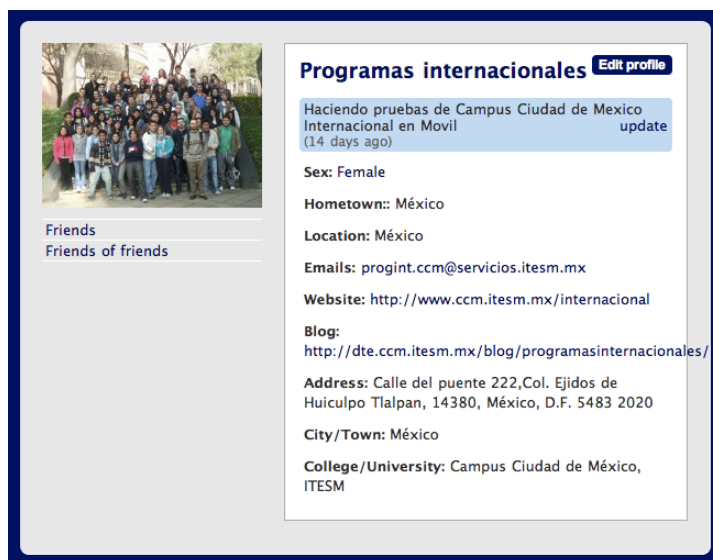 Programas internacionales
Edit profile
Haciendo pruebas de Campus Ciudad de Mexico
Internacional en Movil
update
(14 days ago)
Sex: Female
Hometown:: México
Location: México
Emails: progint.ccm@servicios.itesm.mx
Website: http://www.ccm.itesm.mx/internacional
Blog:
http://dte.ccm.itesm.mx/blog/programasinternacionales/
Address: Calle del puente 222,Col. Ejidos de
Huiculpo Tlalpan, 14380, México, D.F. 5483 2020
City/Town: México
College/University: Campus Ciudad de México,
ITESM
Friends
Friends of friends